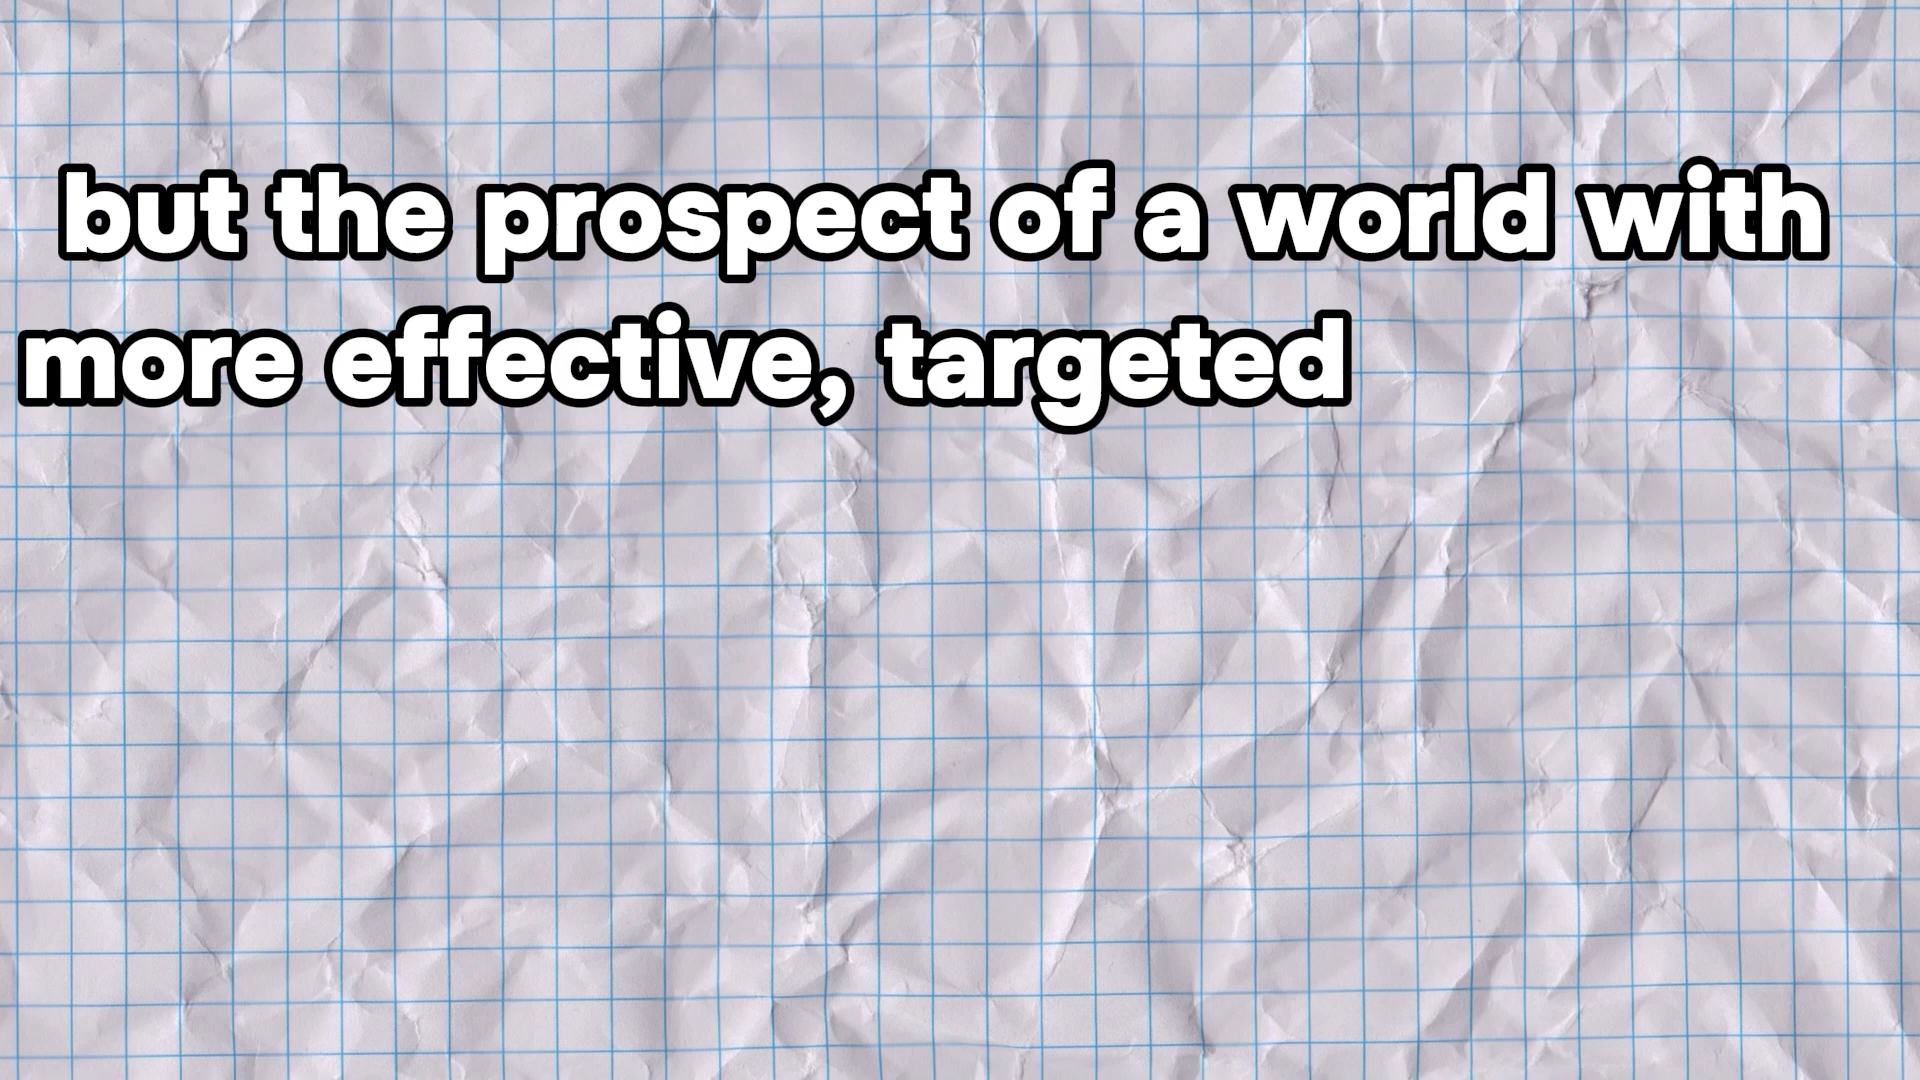 but the prospect of a world with
more effective, targeted